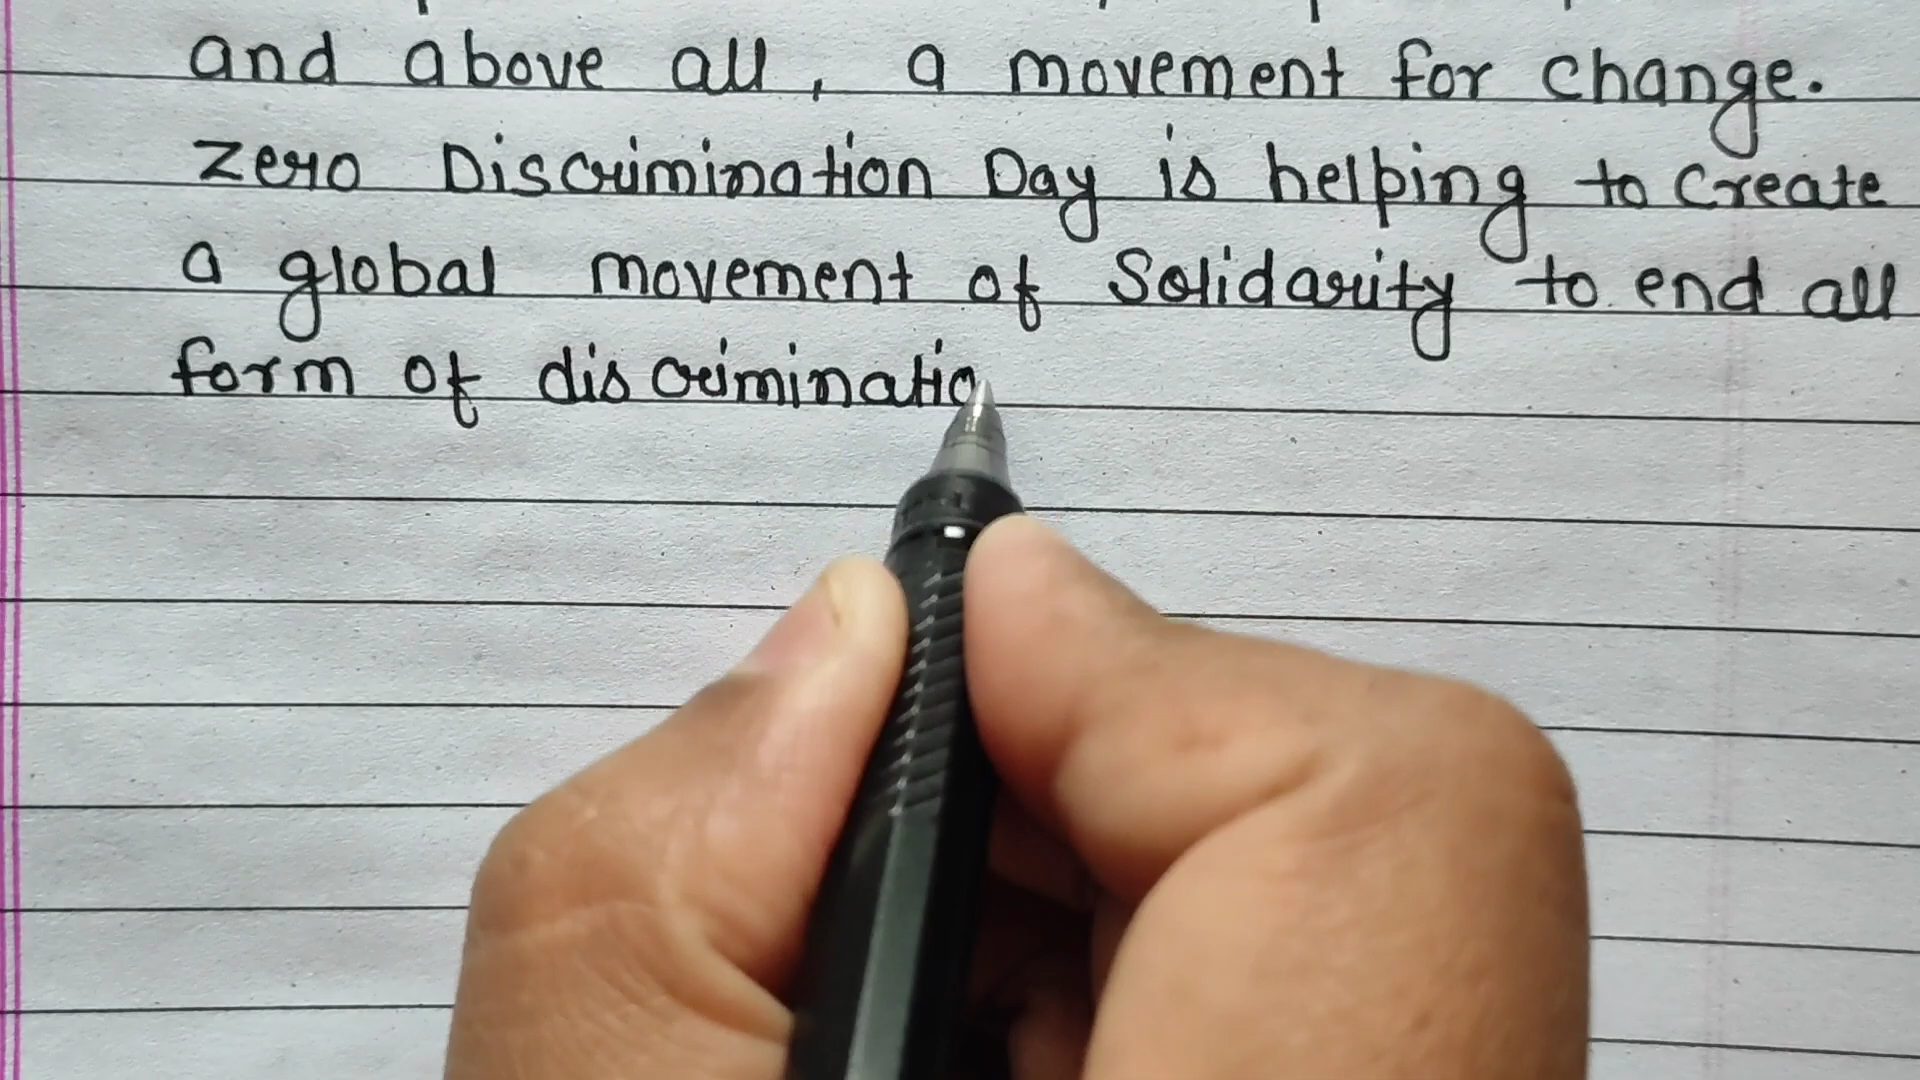 and above all, a movement for change.
Zero Discrimination Day is helping to create
a global movement of Solidarity to end all
form of discriminatio